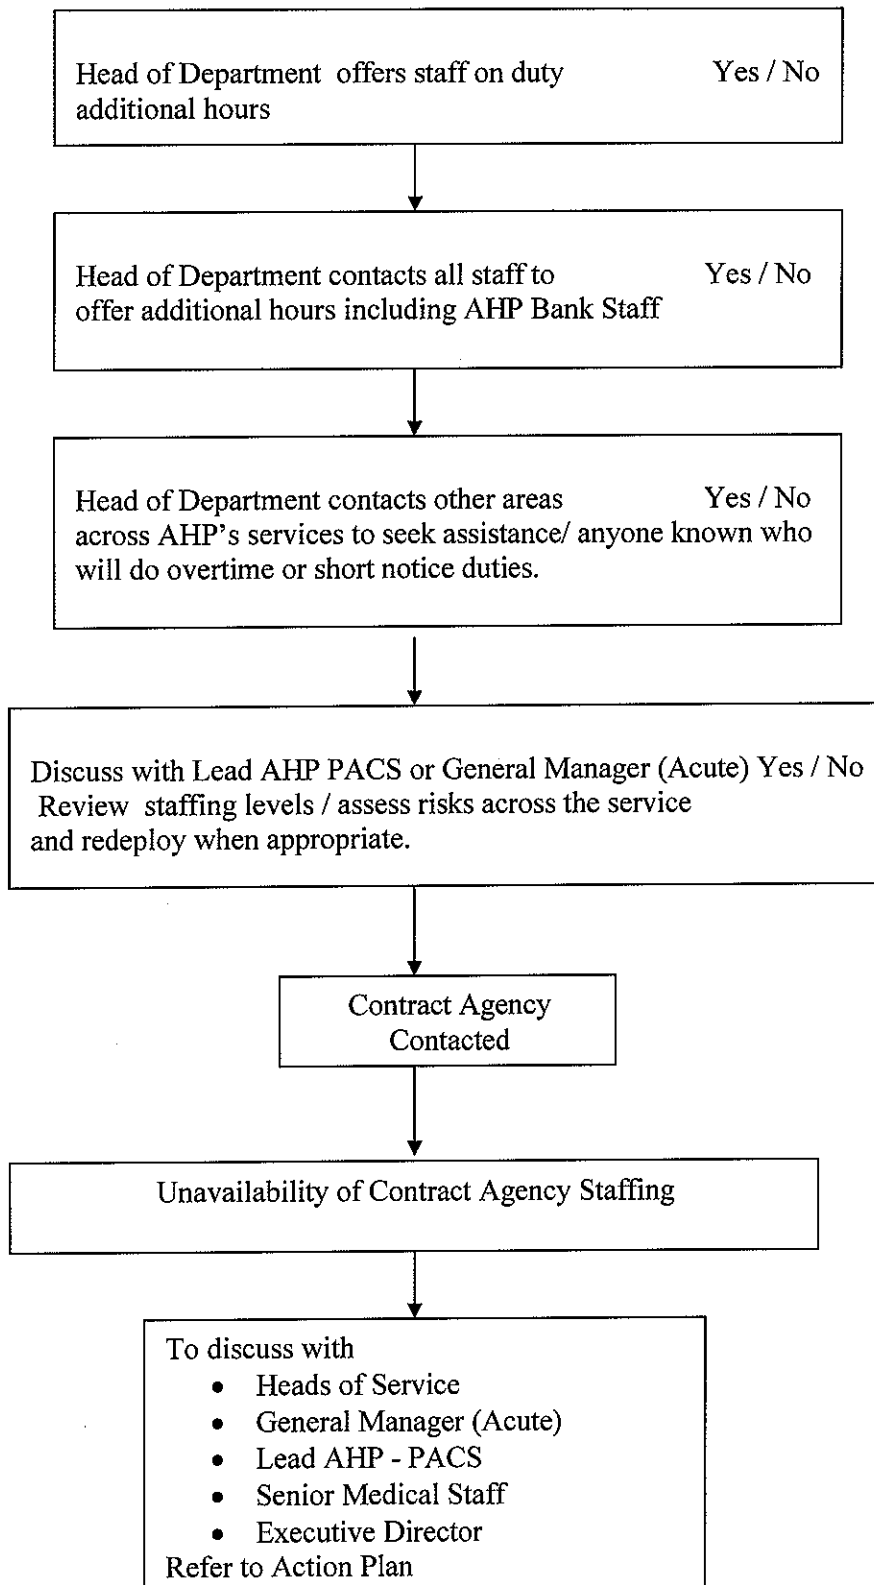 Head of Department offers staff on duty Yes / No
additional hours
Head of Department contacts all staff to Yes / No
offer additional hours including AHP Bank Staff
Head of Department contacts other areas Yes / No
across AHP's services to seek assistance/ anyone known who
will do overtime or short notice duties.
Discuss with Lead AHP PACS or General Manager (Acute) Yes / No
Review staffing levels / assess risks across the service
and redeploy when appropriate.
Contract Agency
Contacted
Unavailability of Contract Agency Staffing
To discuss with
• Heads of Service
• General Manager (Acute)
• Lead AHP - PACS
• Senior Medical Staff
• Executive Director
Refer to Action Plan